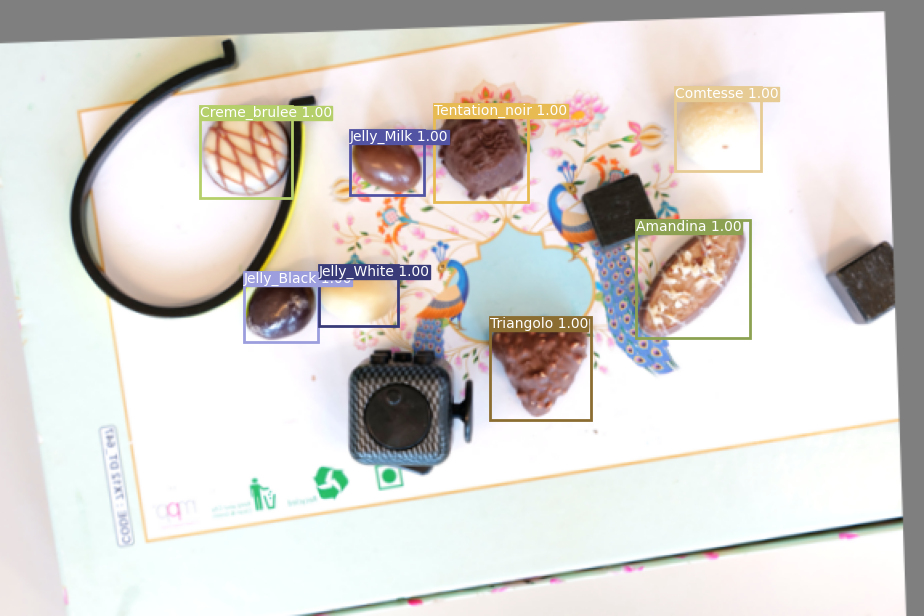 Comtesse 1.00
Creme_brulee 1.00
Tentation_noir 1.00
Jelly_Milk 1.00
Amandina 1.00
Jelly_White 1.00
Jelly_Black 1.00
Triangolo 1.00